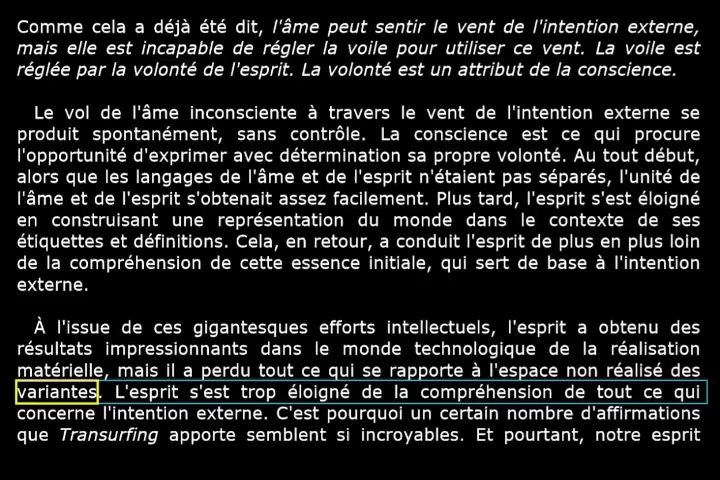 Comme cela a déjà été dit, l'âme peut sentir le vent de l'intention externe,
mais elle est incapable de régler la voile pour utiliser ce vent. La voile est
réglée par la volonté de l'esprit. La volonté est un attribut de la conscience.
Le vol de l'âme inconsciente à travers le vent de l'intention externe se
produit spontanément, sans contrôle. La conscience est ce qui procure
l'opportunité d'exprimer avec détermination sa propre volonté. Au tout début,
alors que les langages de l'âme et de l'esprit n'étaient pas séparés, l'unité de
l'âme et de l'esprit s'obtenait assez facilement. Plus tard, l'esprit s'est éloigné
en construisant une représentation du monde dans le contexte de ses
étiquettes et définitions. Cela, en retour, a conduit l'esprit de plus en plus loin
de la compréhension de cette essence initiale, qui sert de base à l'intention
externe.
À l'issue de ces gigantesques efforts intellectuels, l'esprit a obtenu des
résultats impressionnants dans le monde technologique de la réalisation
matérielle, mais il a perdu tout ce qui se rapporte à l'espace non réalisé des
variantes. L'esprit s'est trop éloigné de la compréhension de tout ce qui
concerne l'intention externe. C'est pourquoi un certain nombre d'affirmations
que Transurfing apporte semblent si incroyables. Et pourtant, notre esprit